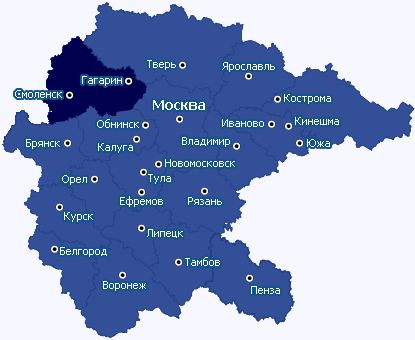 Тверь
Ярославль
Гагарин
Смоленск
Кострома
Москва
Обнинск
Иваново
Кинешма
Брянск
Калуга
Владимир
Южа
Новомосковск
Орел
Тула
Ефремов
Рязань
Курск
Липецк
Белгород
Тамбов
Воронеж
Пенза